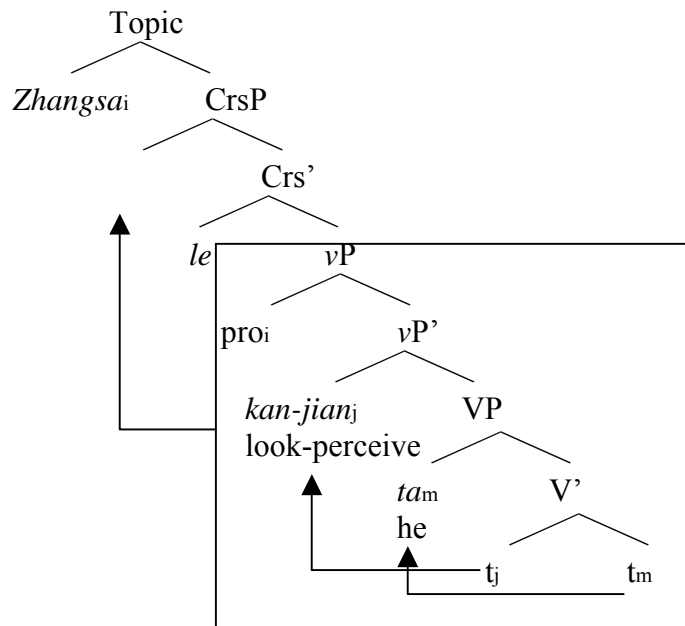 Topic
Zhangsai CrsP
Crs’
le vP
proi vP’
kan-jianj VP
look-perceive
tam V’
he
tj tm